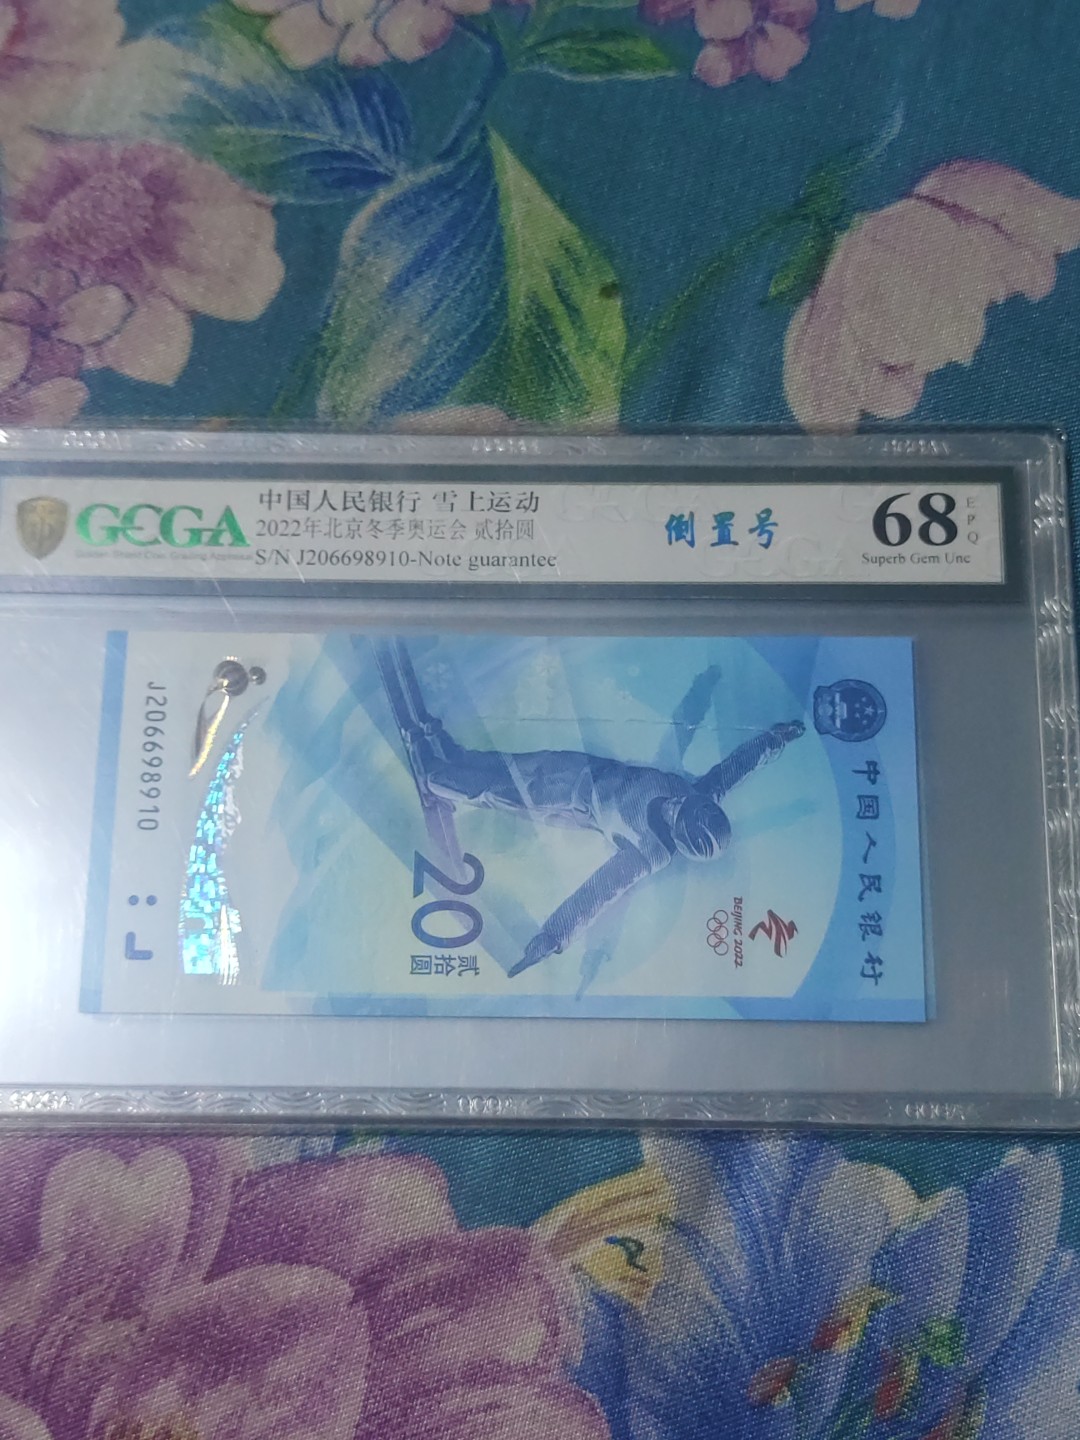 GCGA
中国人民银行 雪上运动
2022年北京冬季奥运会 贰拾圆
S/N J206698910-Note guarantee
倒置号
68
EPQ
Superb Gem Unc
J206698910
20
贰拾圆
BEIJING 2022
中国人民银行